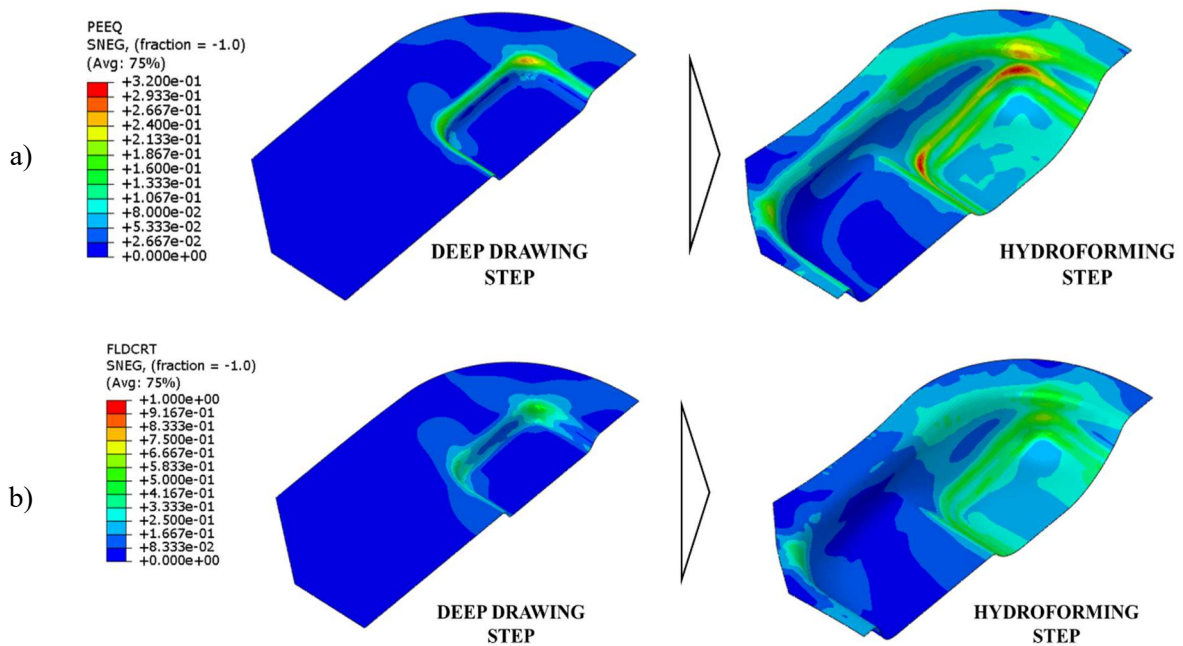 PEEQ
SNEG, (fraction = -1.0)
(Avg: 75%)
+3.200e-01
+2.933e-01
+2.667e-01
+2.400e-01
+2.133e-01
+1.867e-01
+1.600e-01
+1.333e-01
+1.067e-01
+8.000e-02
+5.333e-02
+2.667e-02
+0.000e+00
a)
DEEP DRAWING
STEP
HYDROFORMING
STEP
FLDCRT
SNEG, (fraction = -1.0)
(Avg: 75%)
+1.000e+00
+9.167e-01
+8.333e-01
+7.500e-01
+6.667e-01
+5.833e-01
+5.000e-01
+4.167e-01
+3.333e-01
+2.500e-01
+1.667e-01
+8.333e-02
+0.000e+00
b)
DEEP DRAWING
STEP
HYDROFORMING
STEP